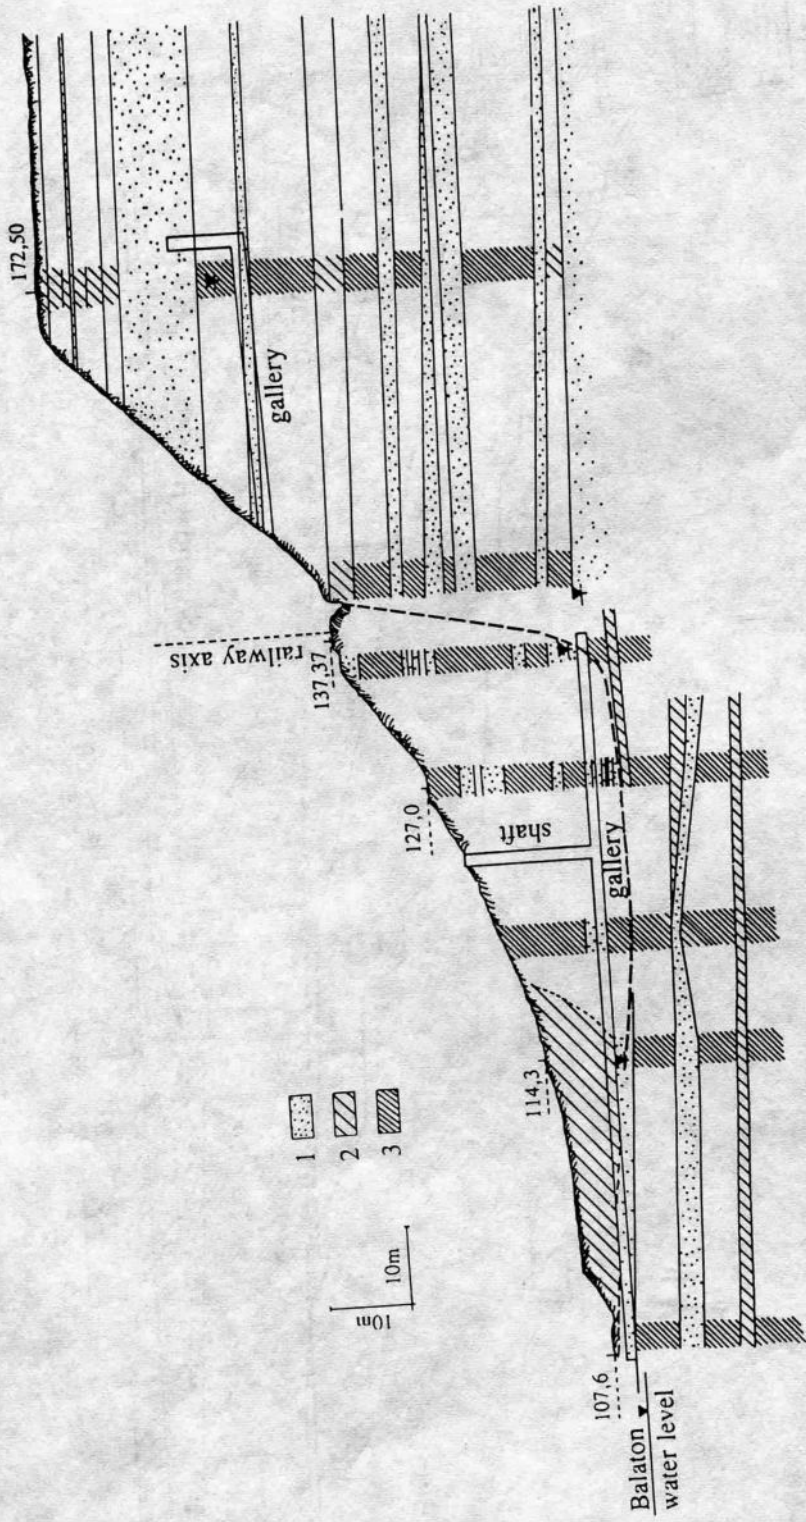 172,50
gallery
railway axis
137,37
127,0
shaft
gallery
114,3
1
2
3
10m
10m
107,6
Balaton
water level